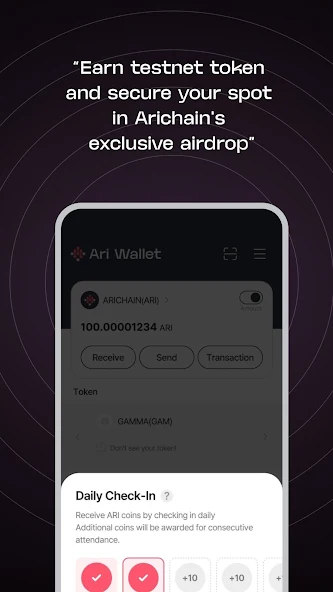 “Earn testnet token
and secure your spot
in Arichain's
exclusive airdrop”
Ari Wallet
ARICHAIN(ARI)
100.00001234 ARI
Receive Send Transaction
Token
GAMMA(GAM)
Don't see your token?
Daily Check-In ?
Receive ARI coins by checking in daily
Additional coins will be awarded for consecutive
attendance.
+10 +10 +1